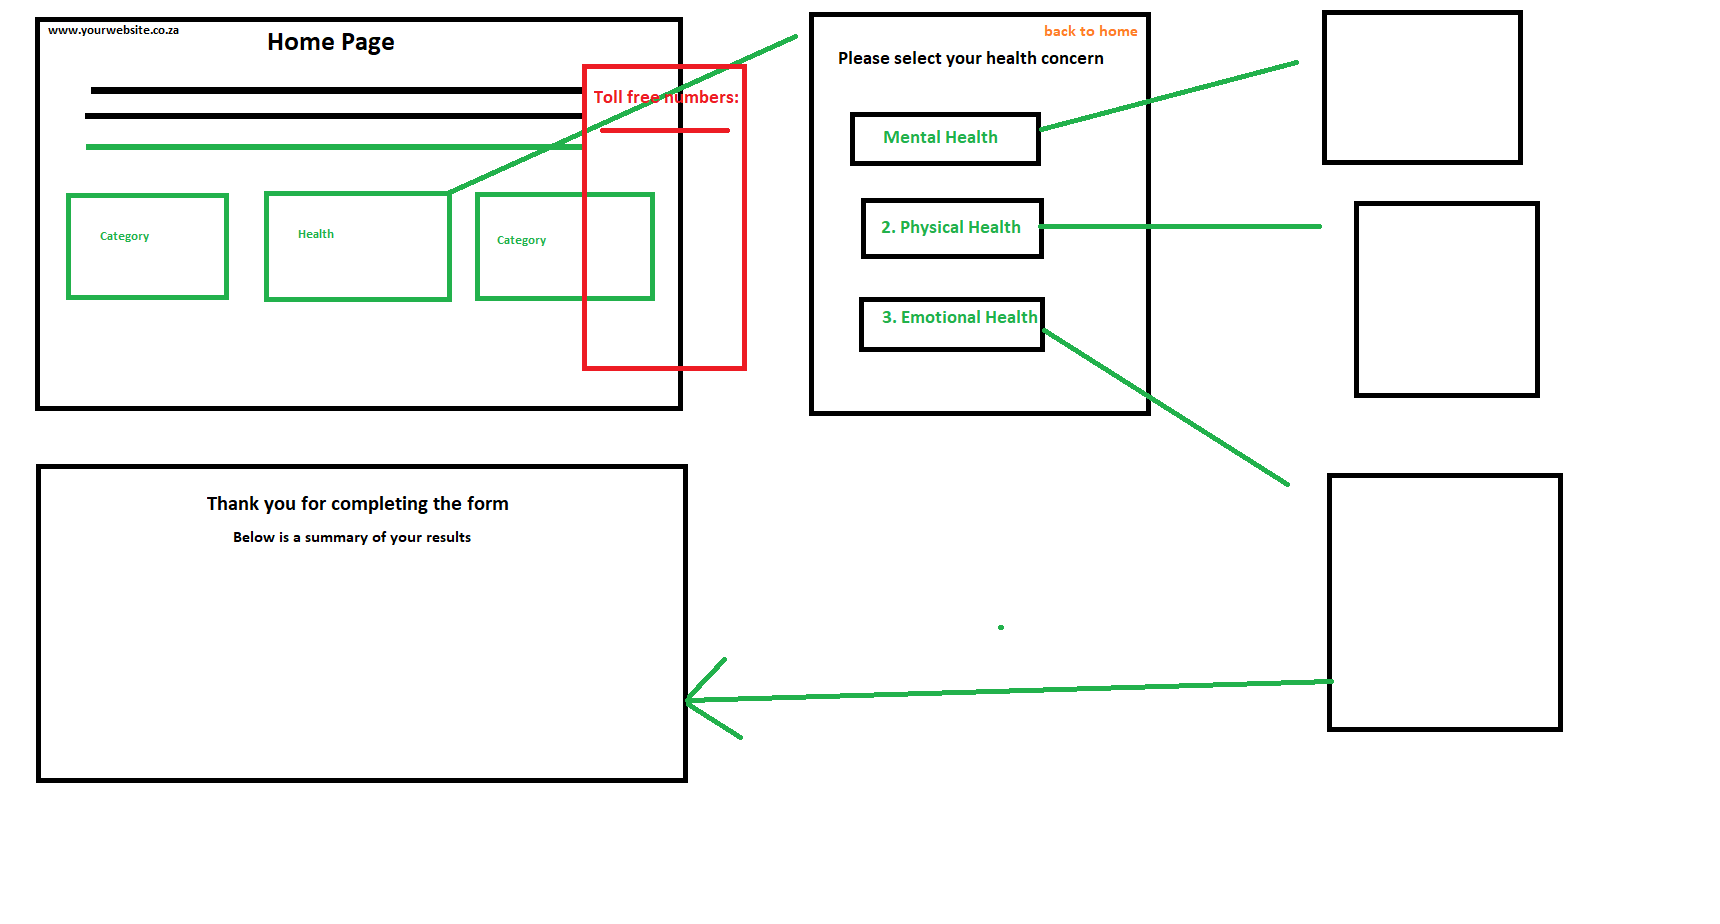 www.yourwebsite.co.za
Home Page
Toll free numbers:
Category
Health
Category
back to home
Please select your health concern
Mental Health
2. Physical Health
3. Emotional Health
Thank you for completing the form
Below is a summary of your results